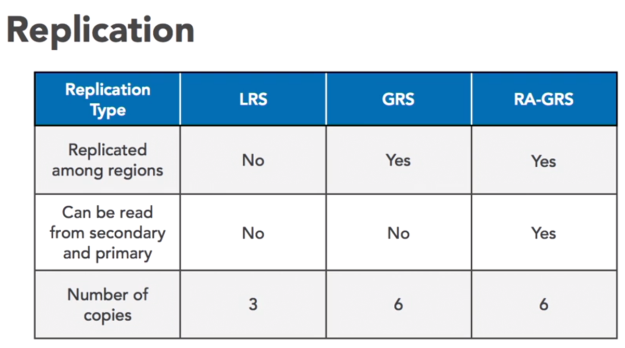 Replication
Replication
Type
LRS
GRS
RA-GRS
Replicated
among regions
No
Yes
Yes
Can be read
from secondary
and primary
No
No
Yes
Number of
copies
3
6
6